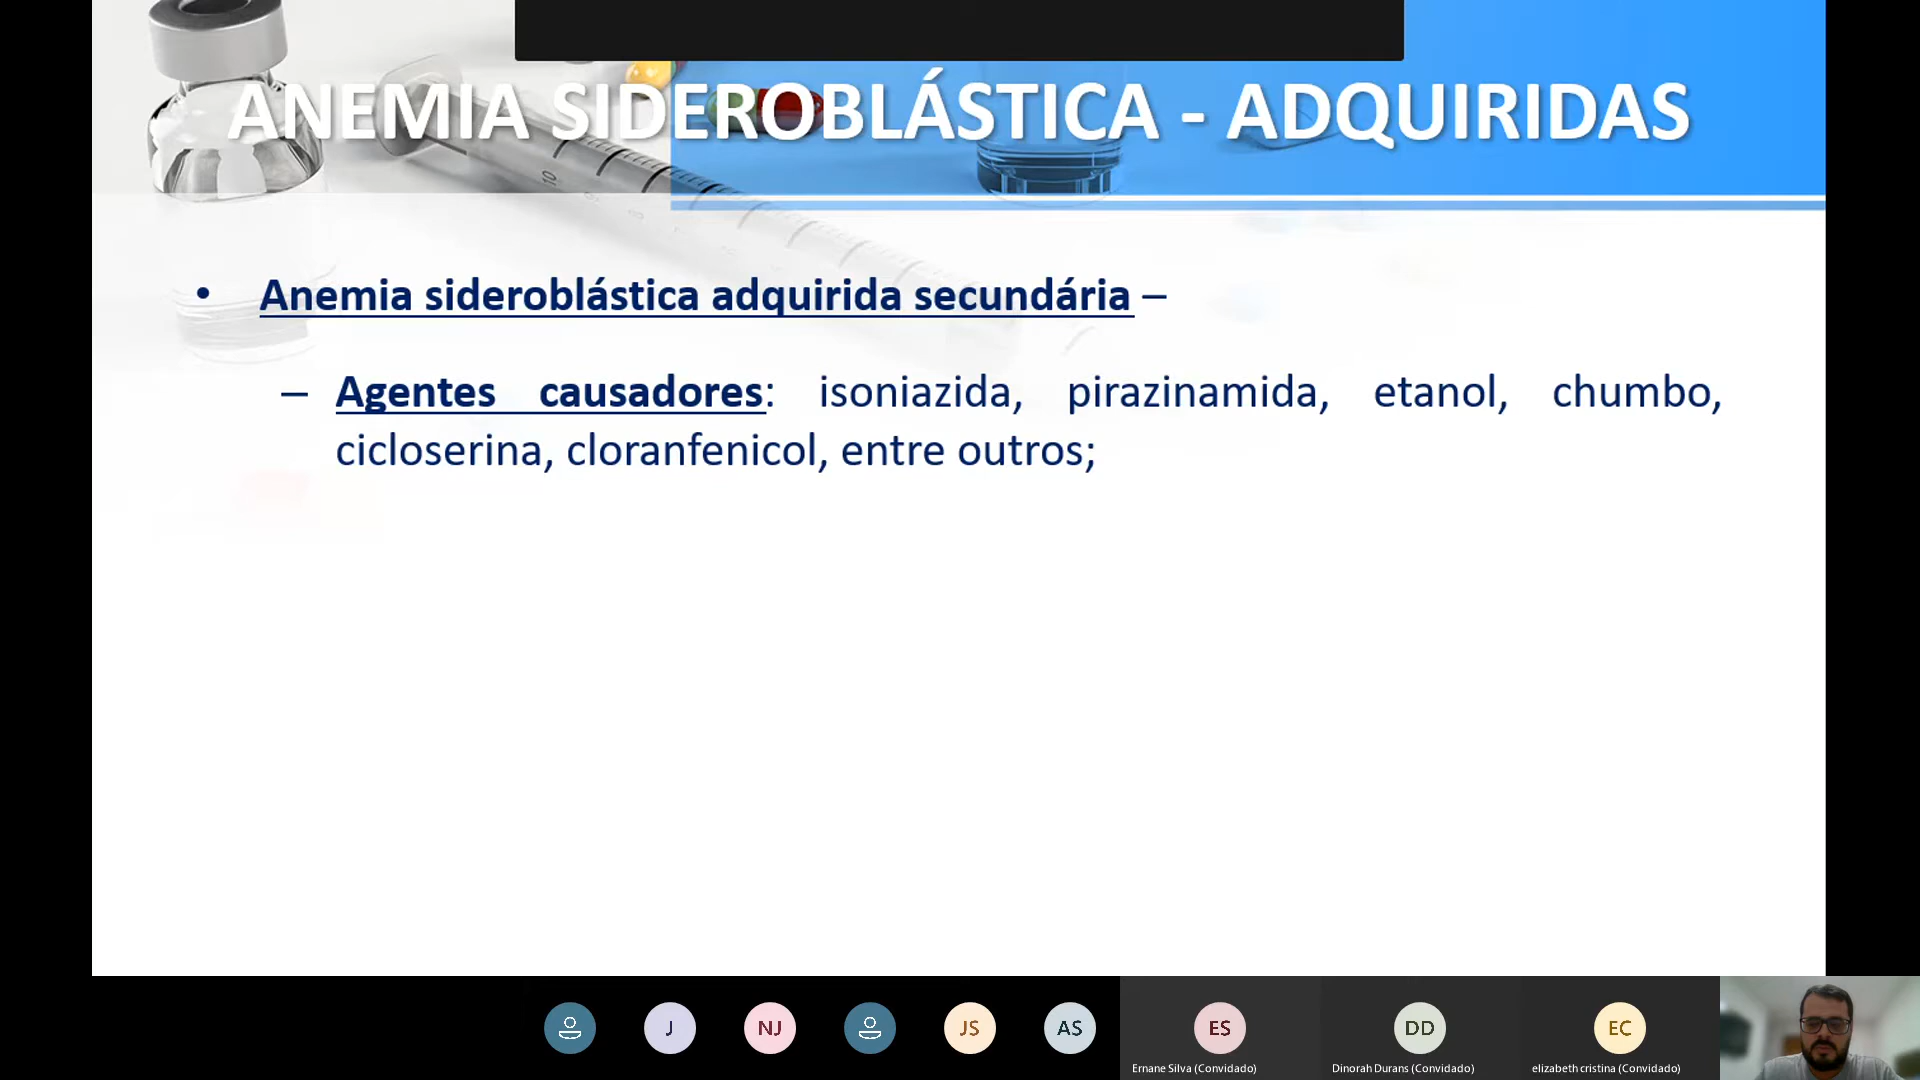 ANEMIA SIDEROBLÁSTICA - ADQUIRIDAS
• Anemia sideroblástica adquirida secundária –
– Agentes causadores: isoniazida, pirazinamida, etanol, chumbo,
cicloserina, cloranfenicol, entre outros;
10
J
NJ
JS
AS
ES
DD
EC
Ernane Silva (Convidado)
Dinorah Durans (Convidado)
elizabeth cristina (Convidado)